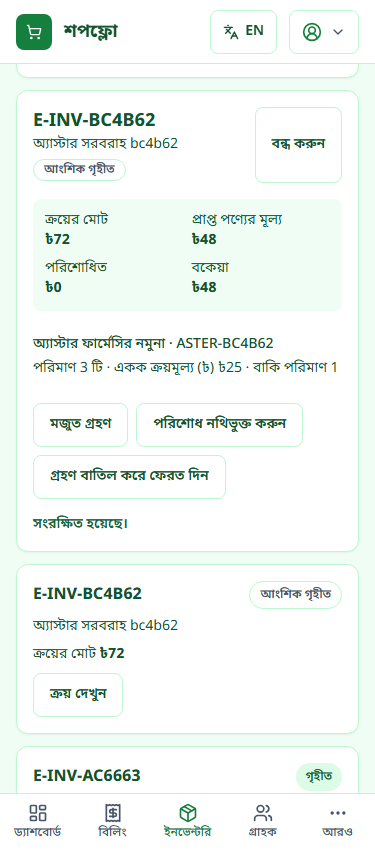 শপফ্লো
EN
E-INV-BC4B62
অ্যাস্টার সরবরাহ bc4b62
আংশিক গৃহীত
বন্ধ করুন
ক্রয়ের মোট
৳72
প্রাপ্ত পণ্যের মূল্য
৳48
পরিশোধিত
৳0
বকেয়া
৳48
অ্যাস্টার ফার্মেসির নমুনা · ASTER-BC4B62
পরিমাণ 3 টি · একক ক্রয়মূল্য (৳) ৳25 · বাকি পরিমাণ 1
মজুত গ্রহণ
পরিশোধ নথিভুক্ত করুন
গ্রহণ বাতিল করে ফেরত দিন
সংরক্ষিত হয়েছে।
E-INV-BC4B62
আংশিক গৃহীত
অ্যাস্টার সরবরাহ bc4b62
ক্রয়ের মোট ৳72
ক্রয় দেখুন
E-INV-AC6663
গৃহীত
ড্যাশবোর্ড
বিলিং
ইনভেন্টরি
গ্রাহক
আরও